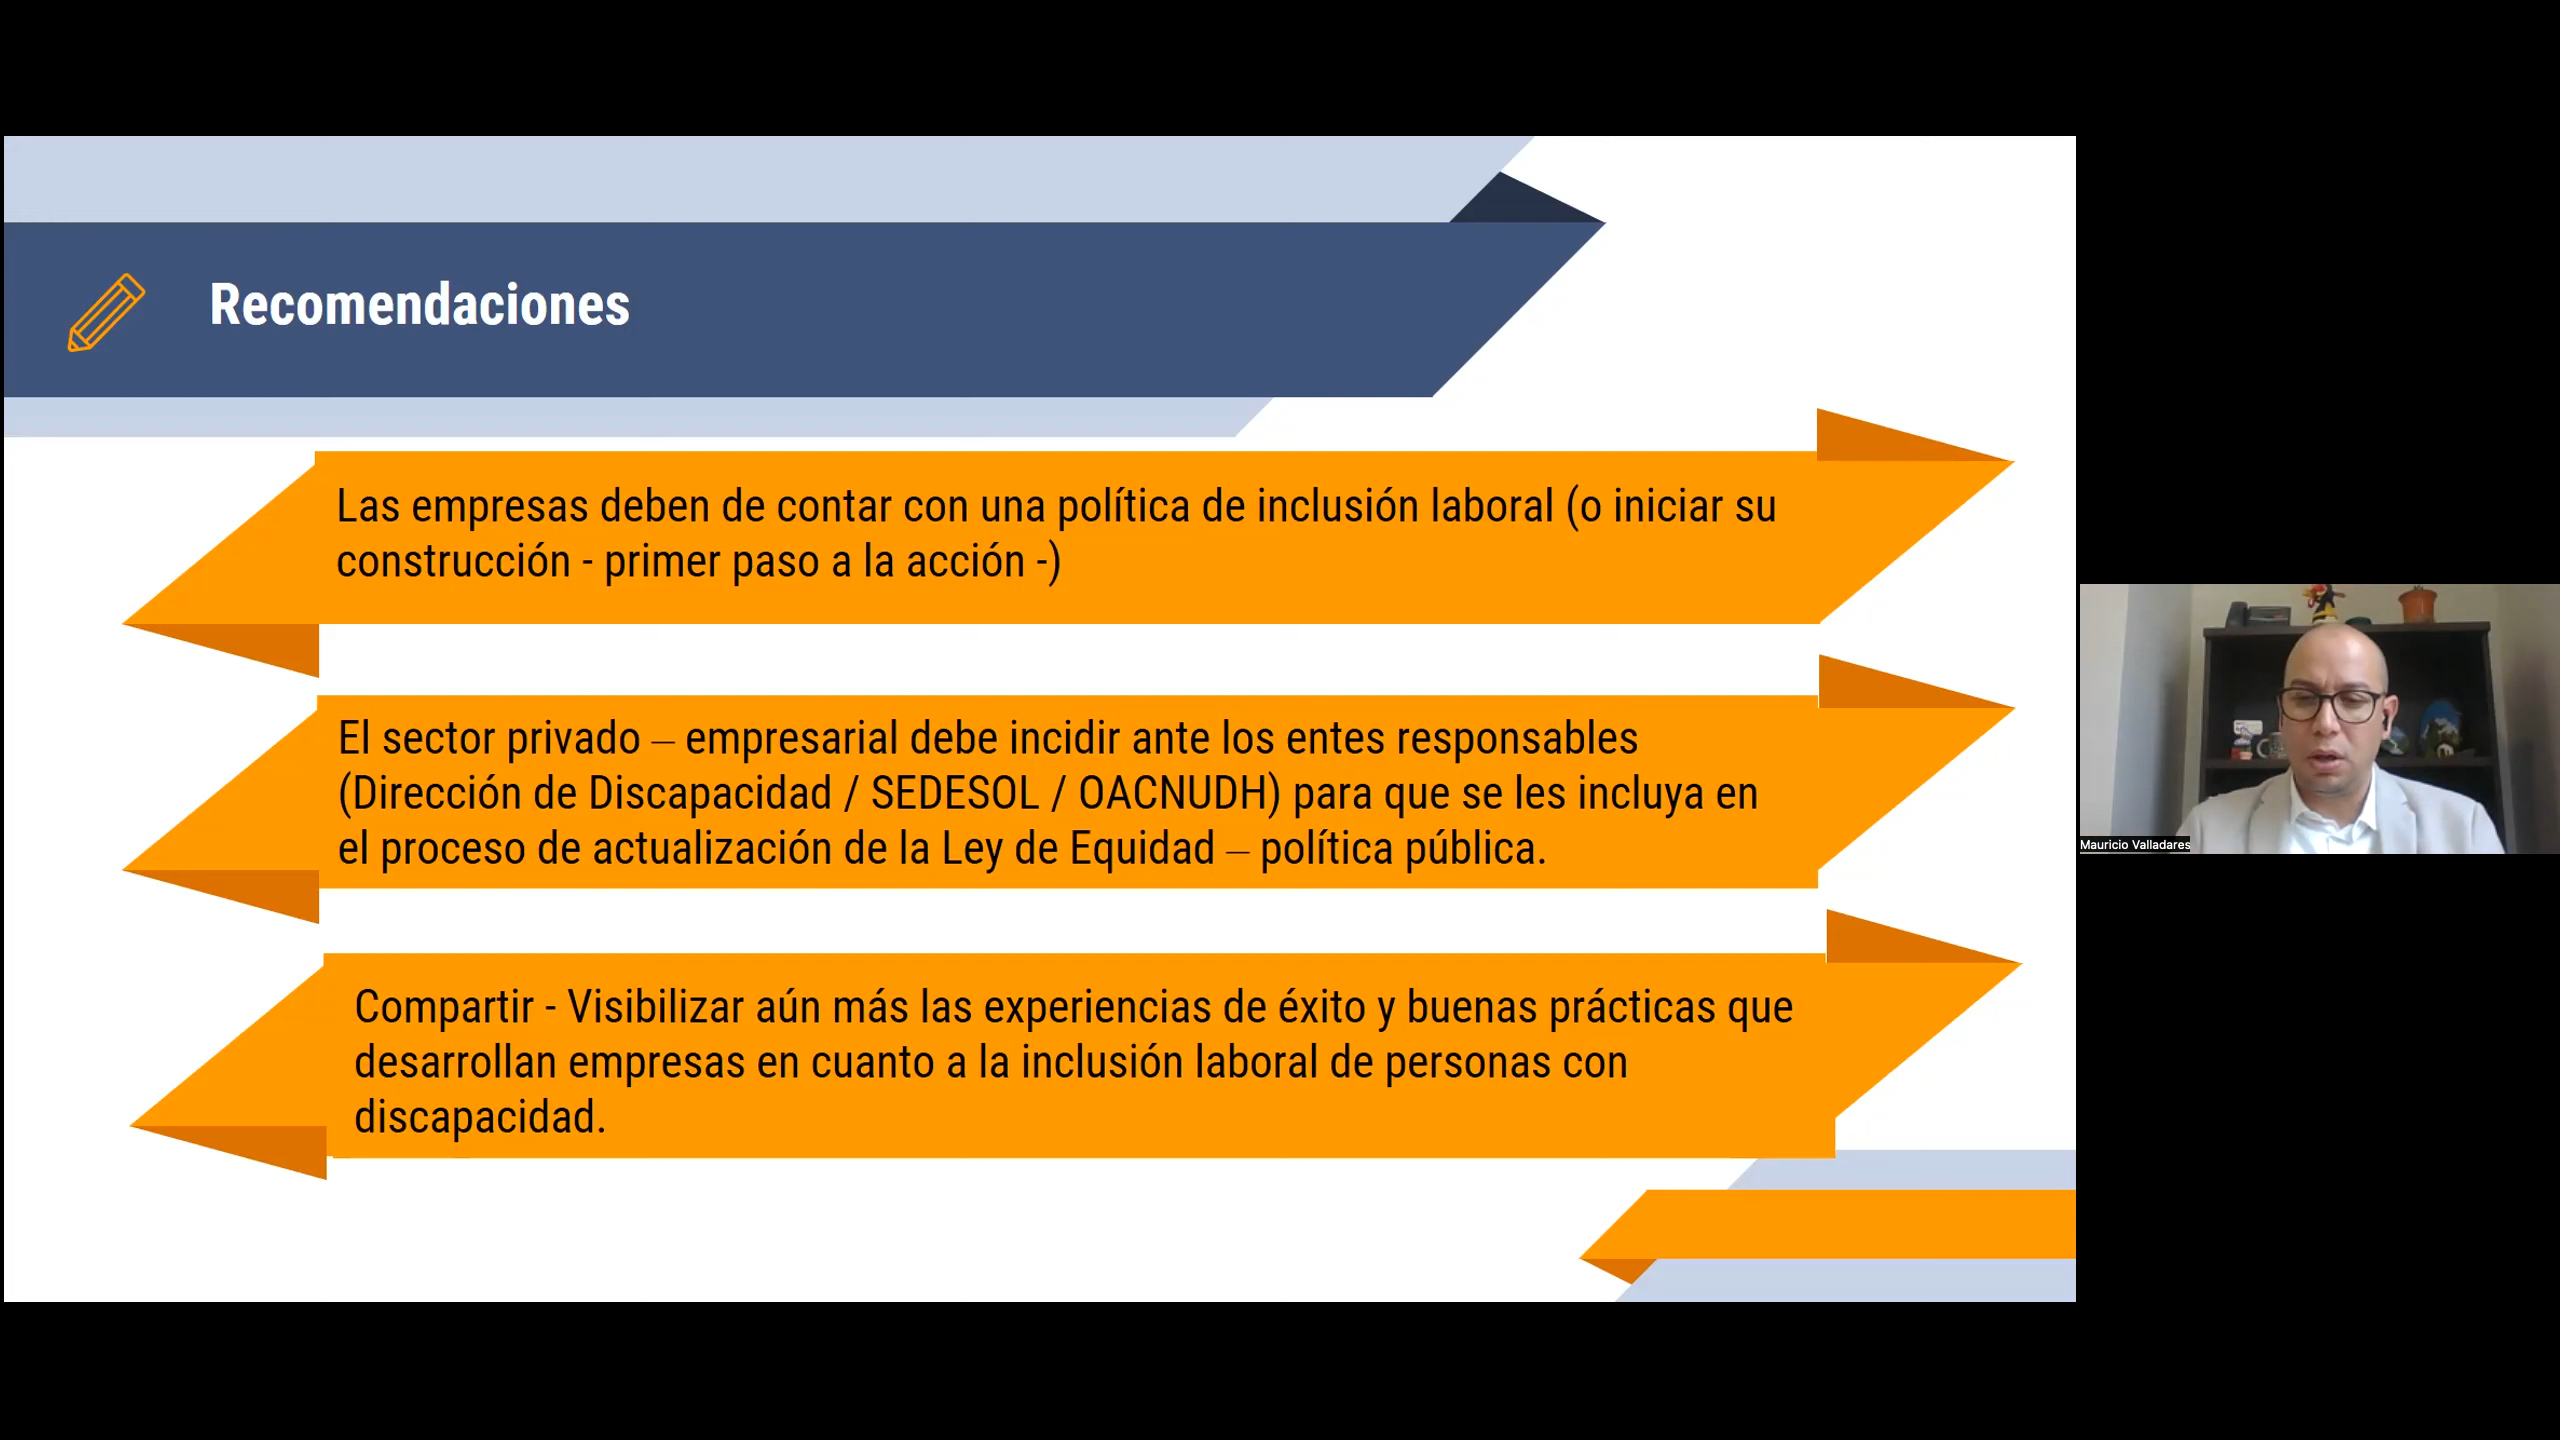 Recomendaciones
Las empresas deben de contar con una política de inclusión laboral (o iniciar su
construcción - primer paso a la acción -)
El sector privado – empresarial debe incidir ante los entes responsables
(Dirección de Discapacidad / SEDESOL / OACNUDH) para que se les incluya en
el proceso de actualización de la Ley de Equidad – política pública.
Compartir - Visibilizar aún más las experiencias de éxito y buenas prácticas que
desarrollan empresas en cuanto a la inclusión laboral de personas con
discapacidad.
Mauricio Valladares